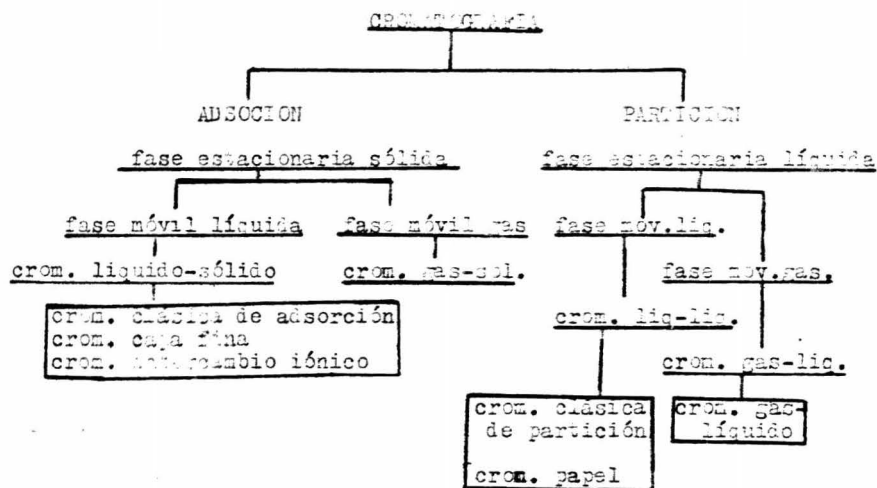 CROMATOGRAFIA
ADSOCION
PARTICION
fase estacionaria sólida
fase estacionaria líquida
fase móvil líquida
fase móvil gas
fase mov.liq.
crom. liquido-sólido
crom. gas-sol.
fase mov.gas.
crom. clásica de adsorción
crom. capa fina
crom. intercambio iónico
crom. liq-liq.
crom. gas-liq.
crom. clásica
de partición
crom. papel
crom. gas-
líquido